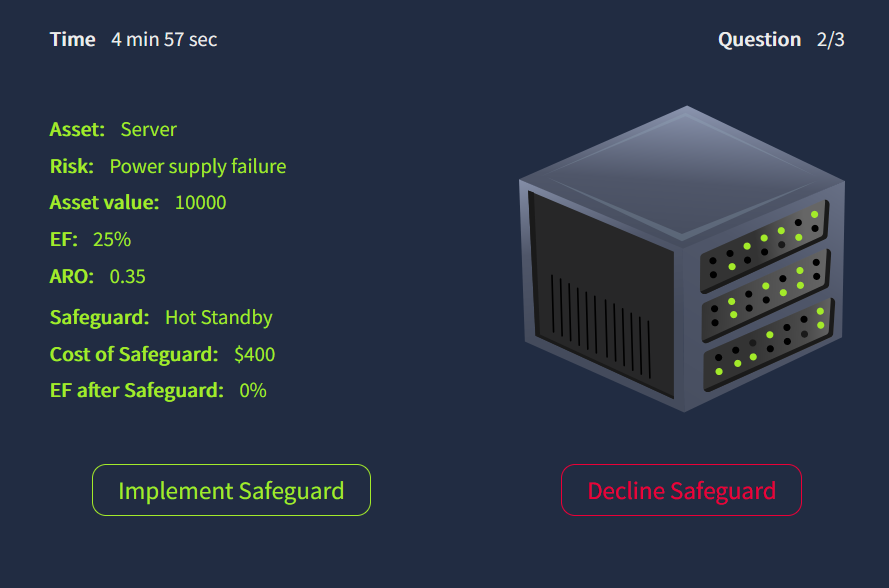 Time 4 min 57 sec
Question 2/3
Asset: Server
Risk: Power supply failure
Asset value: 10000
EF: 25%
ARO: 0.35
Safeguard: Hot Standby
Cost of Safeguard: $400
EF after Safeguard: 0%
Implement Safeguard
Decline Safeguard